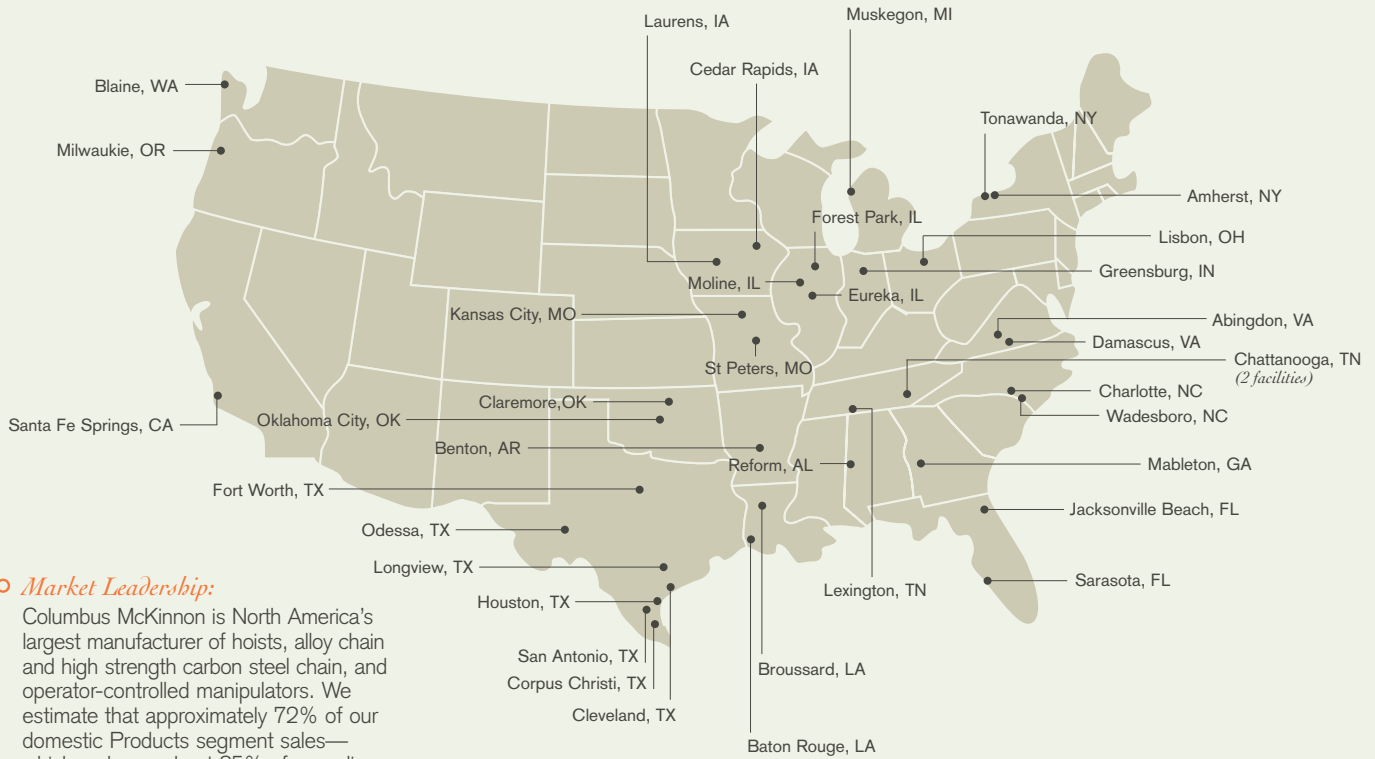 Muskegon, MI
Laurens, IA
Cedar Rapids, IA
Blaine, WA
Tonawanda, NY
Milwaukie, OR
Amherst, NY
Forest Park, IL
Lisbon, OH
Greensburg, IN
Moline, IL
Eureka, IL
Kansas City, MO
Abingdon, VA
Damascus, VA
Chattanooga, TN
(2 facilities)
St Peters, MO
Charlotte, NC
Claremore,OK
Wadesboro, NC
Oklahoma City, OK
Santa Fe Springs, CA
Benton, AR
Reform, AL
Mableton, GA
Fort Worth, TX
Jacksonville Beach, FL
Odessa, TX
Longview, TX
Sarasota, FL
Lexington, TN
Houston, TX
San Antonio, TX
Broussard, LA
Corpus Christi, TX
Cleveland, TX
Baton Rouge, LA
Market Leadership:
Columbus McKinnon is North America’s
largest manufacturer of hoists, alloy chain
and high strength carbon steel chain, and
operator-controlled manipulators. We
estimate that approximately 72% of our
domestic Products segment sales—